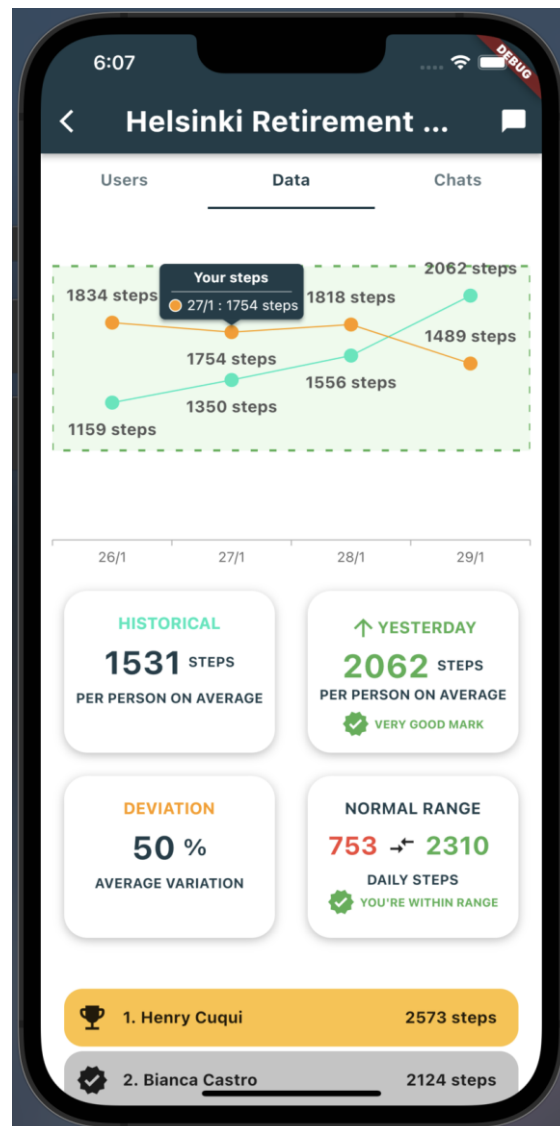 6:07
DEBUG
Helsinki Retirement ...
Users Data Chats
2062 steps
1834 steps
Your steps
27/1 : 1754 steps
1818 steps
1489 steps
1754 steps
1556 steps
1350 steps
1159 steps
26/1 27/1 28/1 29/1
HISTORICAL
1531 STEPS
PER PERSON ON AVERAGE
YESTERDAY
2062 STEPS
PER PERSON ON AVERAGE
VERY GOOD MARK
DEVIATION
50 %
AVERAGE VARIATION
NORMAL RANGE
753 2310
DAILY STEPS
YOU'RE WITHIN RANGE
1. Henry Cuqui 2573 steps
2. Bianca Castro 2124 steps